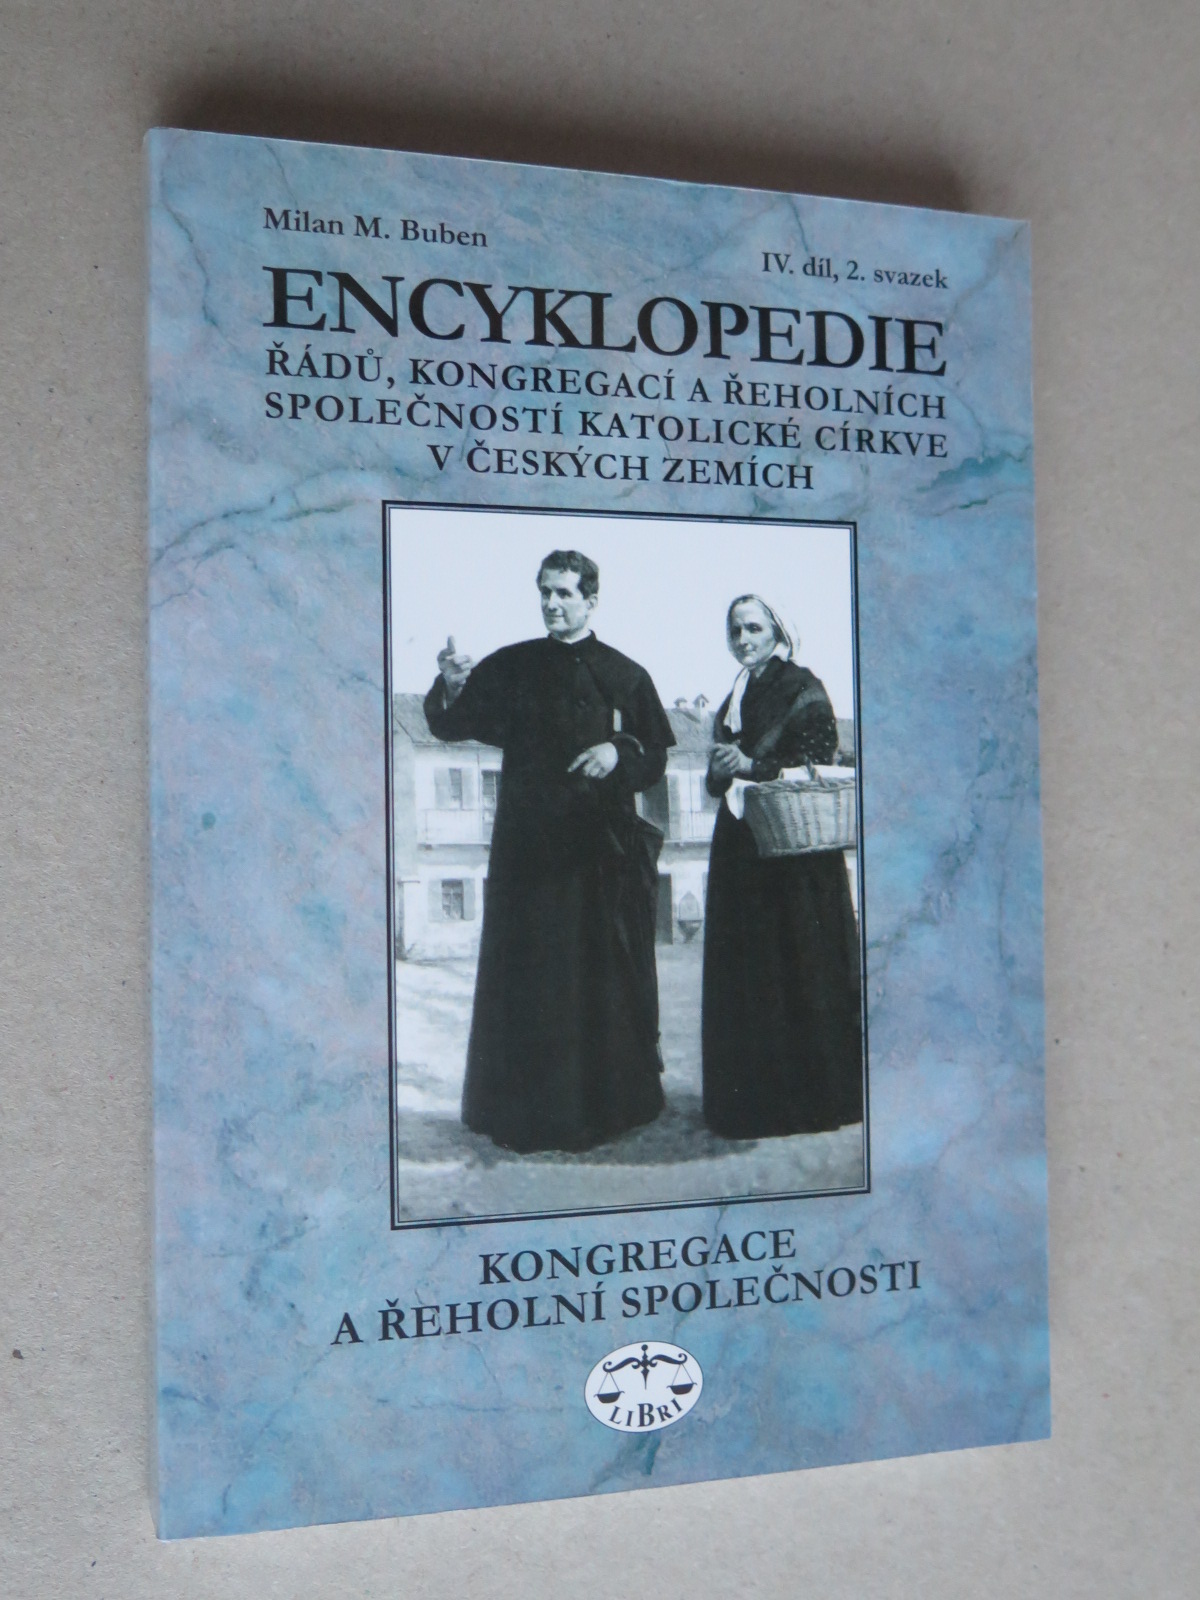 Milan M. Buben
IV. díl, 2. svazek
ENCYKLOPEDIE
ŘÁDŮ, KONGREGACÍ A ŘEHOLNÍCH
SPOLEČNOSTÍ KATOLICKÉ CÍRKVE
V ČESKÝCH ZEMÍCH
KONGREGACE
A ŘEHOLNÍ SPOLEČNOSTI
LIBRI